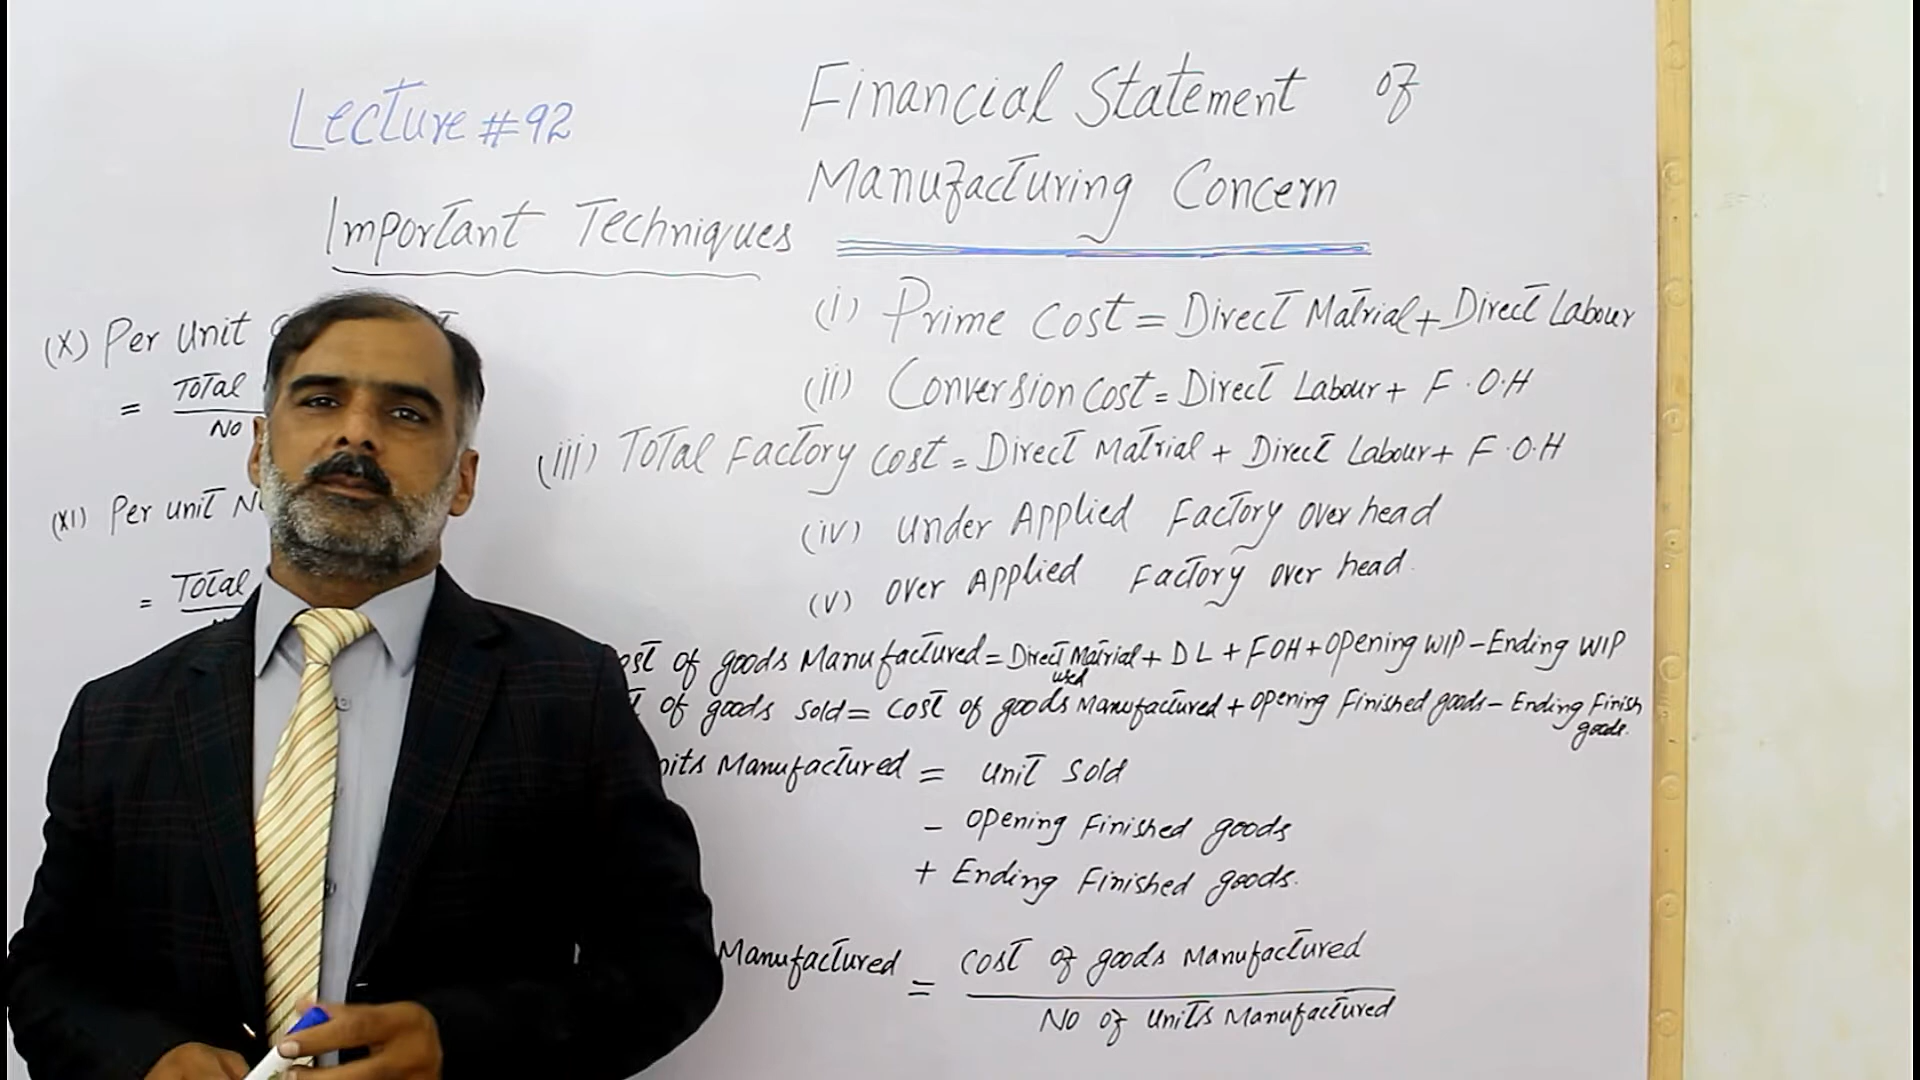 Lecture #92
Financial Statement of
Manufacturing Concern
Important Techniques
(i) Prime Cost = Direct Matrial + Direct Labour
(ii) Conversion Cost = Direct Labour + F.O.H
(iii) Total Factory Cost = Direct Matrial + Direct Labour + F.O.H
(iv) Under Applied Factory over head
(v) over Applied Factory over head.
of goods Manufactured = Direct Matrial used + DL + FOH + Opening WIP - Ending WIP
of goods sold = Cost of goods Manufactured + opening Finished goods - Ending Finish goods.
Manufactured = unit sold
- opening Finished goods
+ Ending Finished goods.
Manufactured = Cost of goods Manufactured
No of units Manufactured
(X) Per unit
= Total
No
(XI) Per unit
= Total